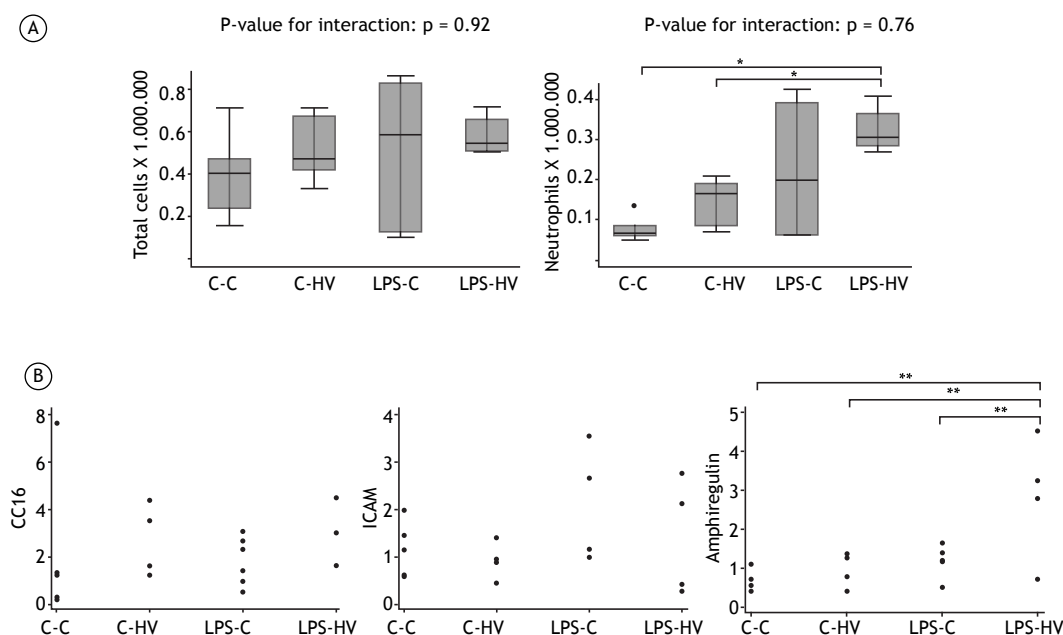 A
P-value for interaction: p = 0.92
P-value for interaction: p = 0.76
Total cells X 1.000.000
0.8
0.6
0.4
0.2
C-C C-HV LPS-C LPS-HV
Neutrophils X 1.000.000
0.4
0.3
0.2
0.1
*
*
C-C C-HV LPS-C LPS-HV
B
CC16
8
6
4
2
0
C-C C-HV LPS-C LPS-HV
ICAM
4
3
2
1
0
C-C C-HV LPS-C LPS-HV
Amphiregulin
5
4
3
2
1
0
**
**
**
C-C C-HV LPS-C LPS-HV